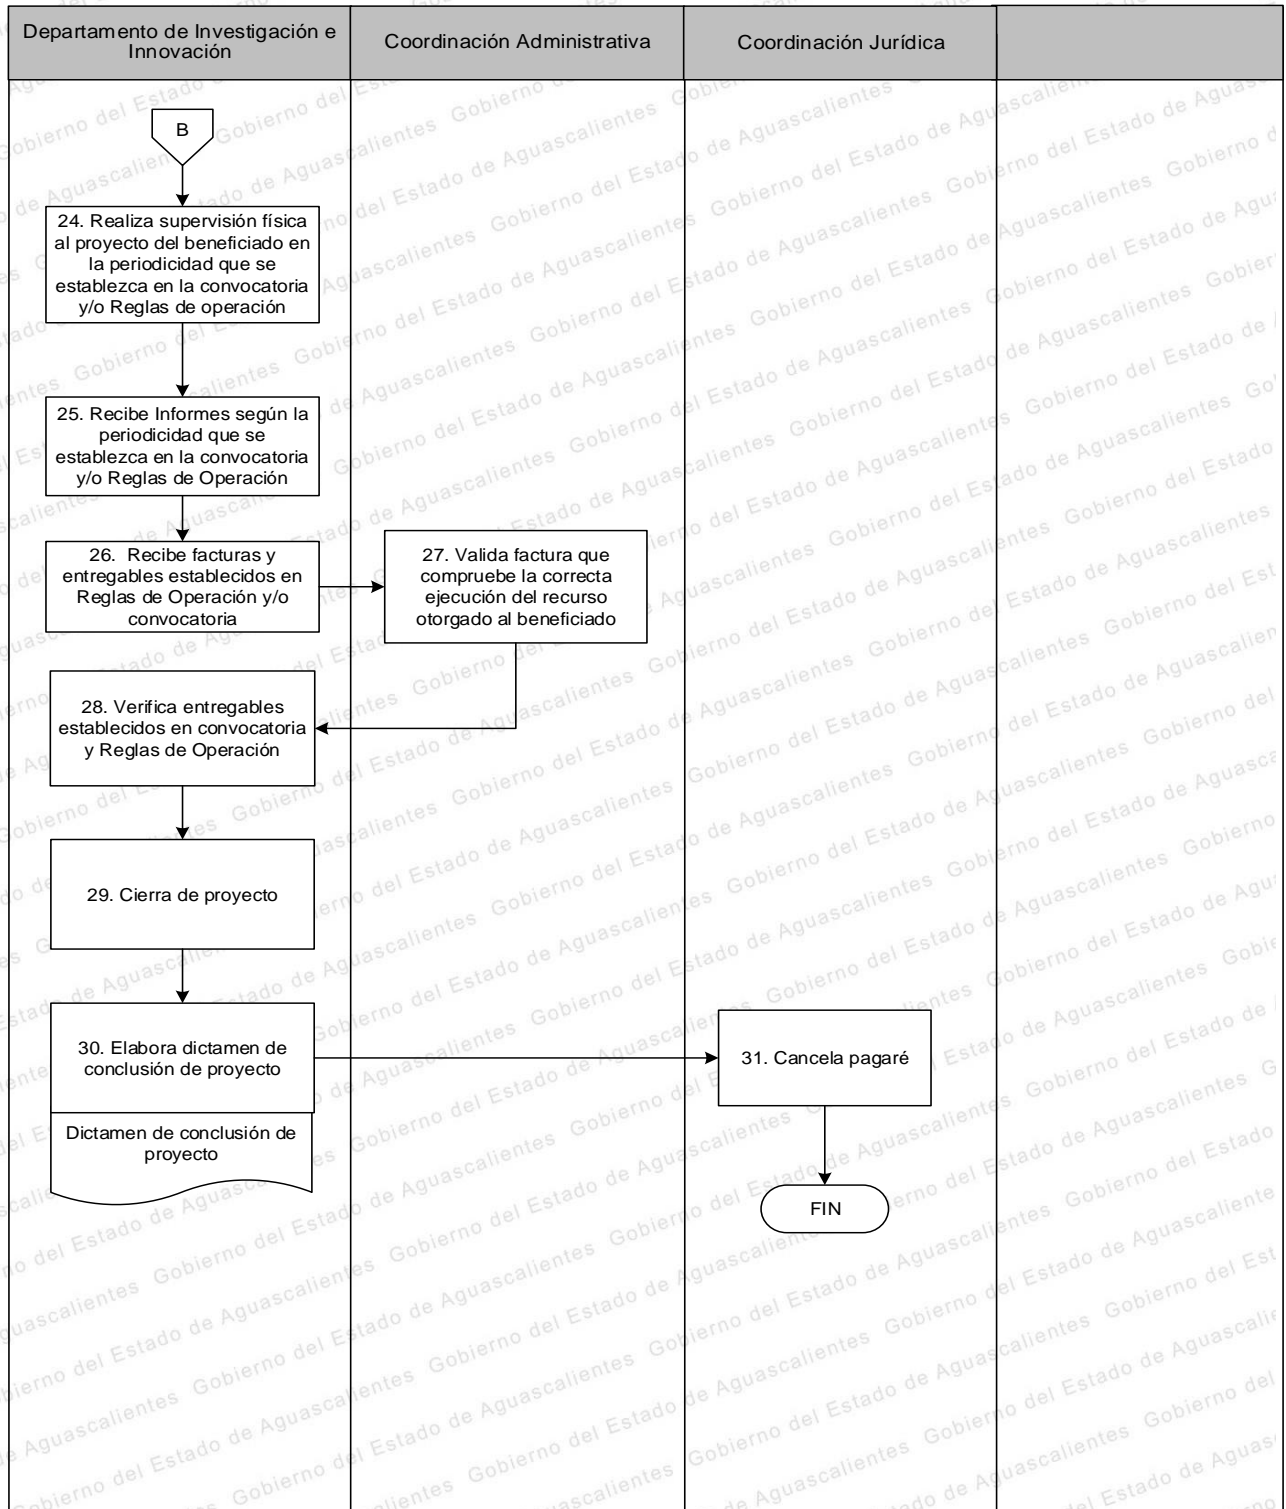 Departamento de Investigación e
Innovación
Coordinación Administrativa
Coordinación Jurídica
B
24. Realiza supervisión física
al proyecto del beneficiado en
la periodicidad que se
establezca en la convocatoria
y/o Reglas de operación
25. Recibe Informes según la
periodicidad que se
establezca en la convocatoria
y/o Reglas de Operación
26. Recibe facturas y
entregables establecidos en
Reglas de Operación y/o
convocatoria
27. Valida factura que
compruebe la correcta
ejecución del recurso
otorgado al beneficiado
28. Verifica entregables
establecidos en convocatoria
y Reglas de Operación
29. Cierra de proyecto
30. Elabora dictamen de
conclusión de proyecto
Dictamen de conclusión de
proyecto
31. Cancela pagaré
FIN
Gobierno del Estado de Aguascalientes